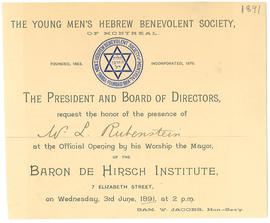 1891
THE YOUNG MEN'S HEBREW BENEVOLENT SOCIETY,
OF MONTREAL.
FOUNDED, 1863. INCORPORATED, 1870.
THE PRESIDENT AND BOARD OF DIRECTORS,
request the honor of the presence of
W. L. Rubenstein
at the Official Opening by his Worship the Mayor,
OF THE
BARON DE HIRSCH INSTITUTE,
7 ELIZABETH STREET,
on Wednesday, 3rd June, 1891, at 2 p.m.
SAM. W. JACOBS, Hon-Sec'y.